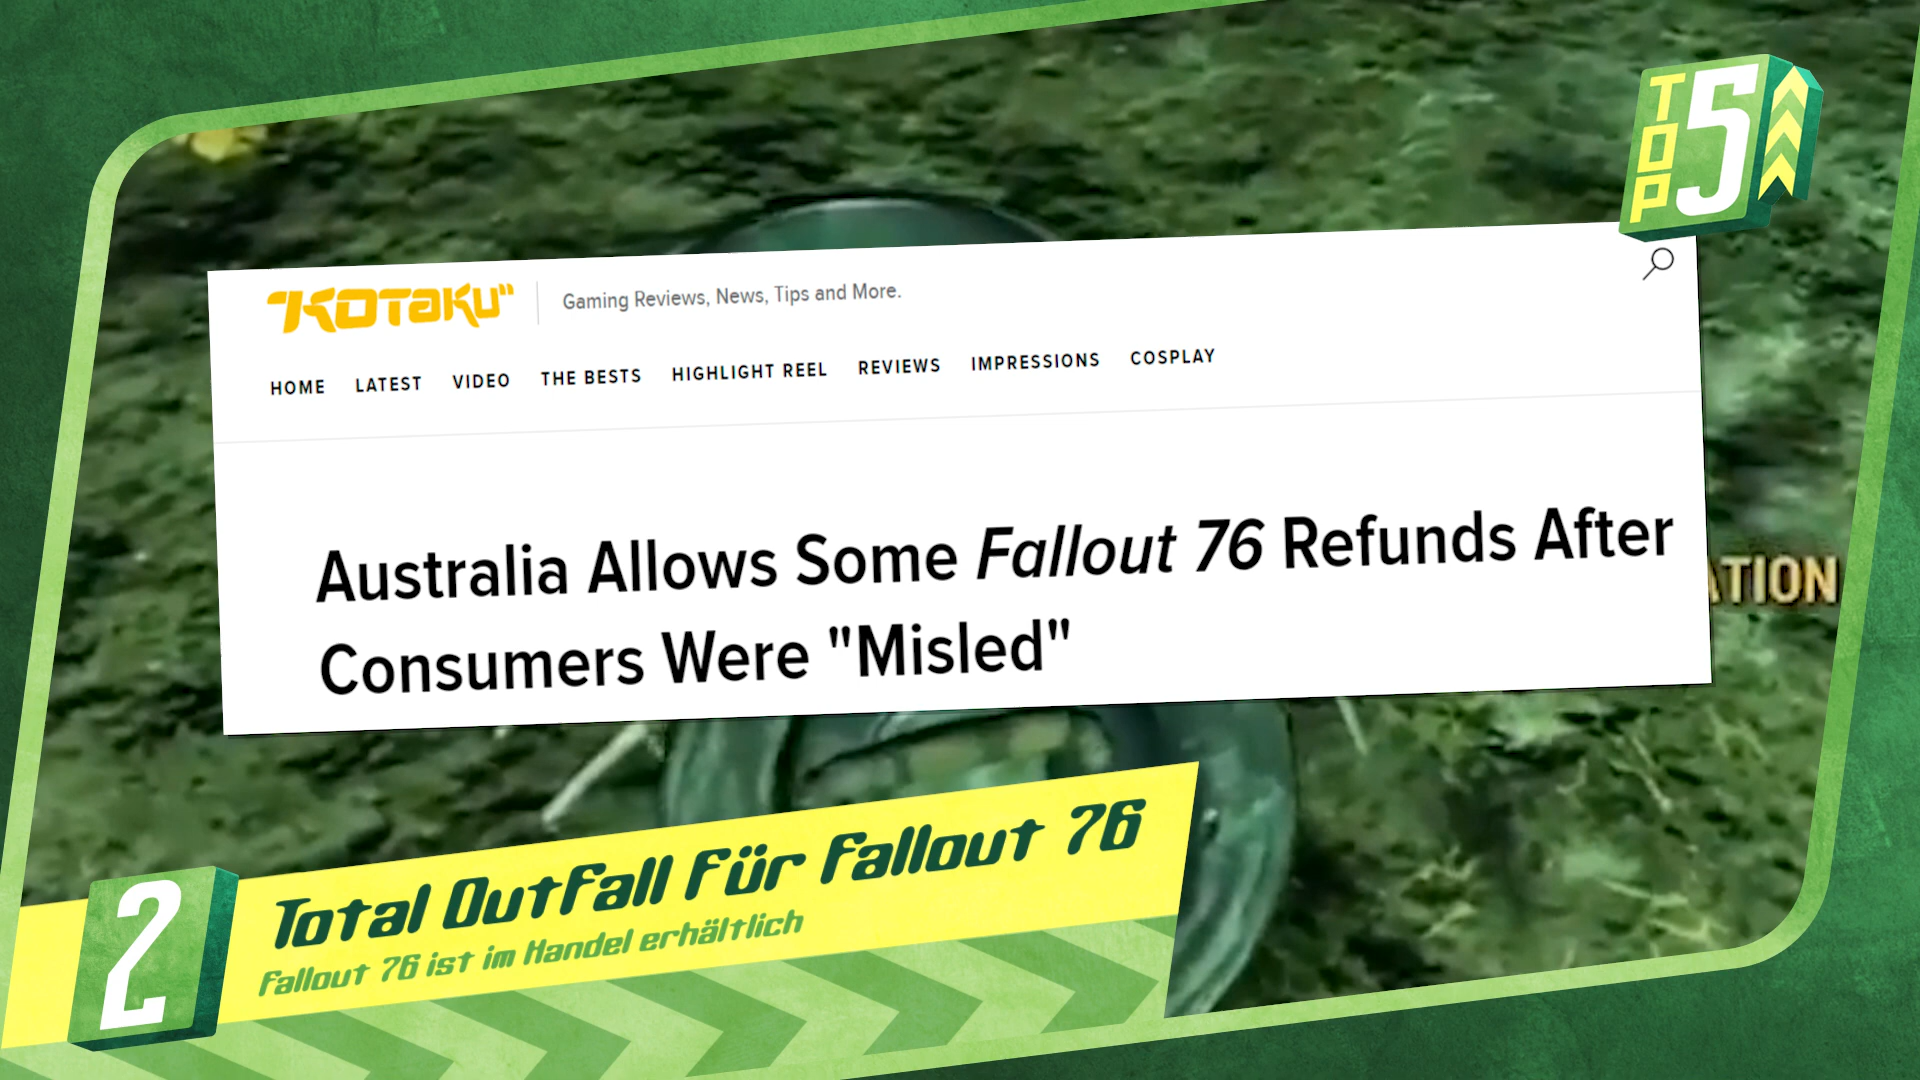 TOP 5
"KOTAKU"
Gaming Reviews, News, Tips and More.
HOME LATEST VIDEO THE BESTS HIGHLIGHT REEL REVIEWS IMPRESSIONS COSPLAY
Australia Allows Some Fallout 76 Refunds After
Consumers Were "Misled"
ATION
2
Total OutFall Für Fallout 76
Fallout 76 ist im Handel erhältlich